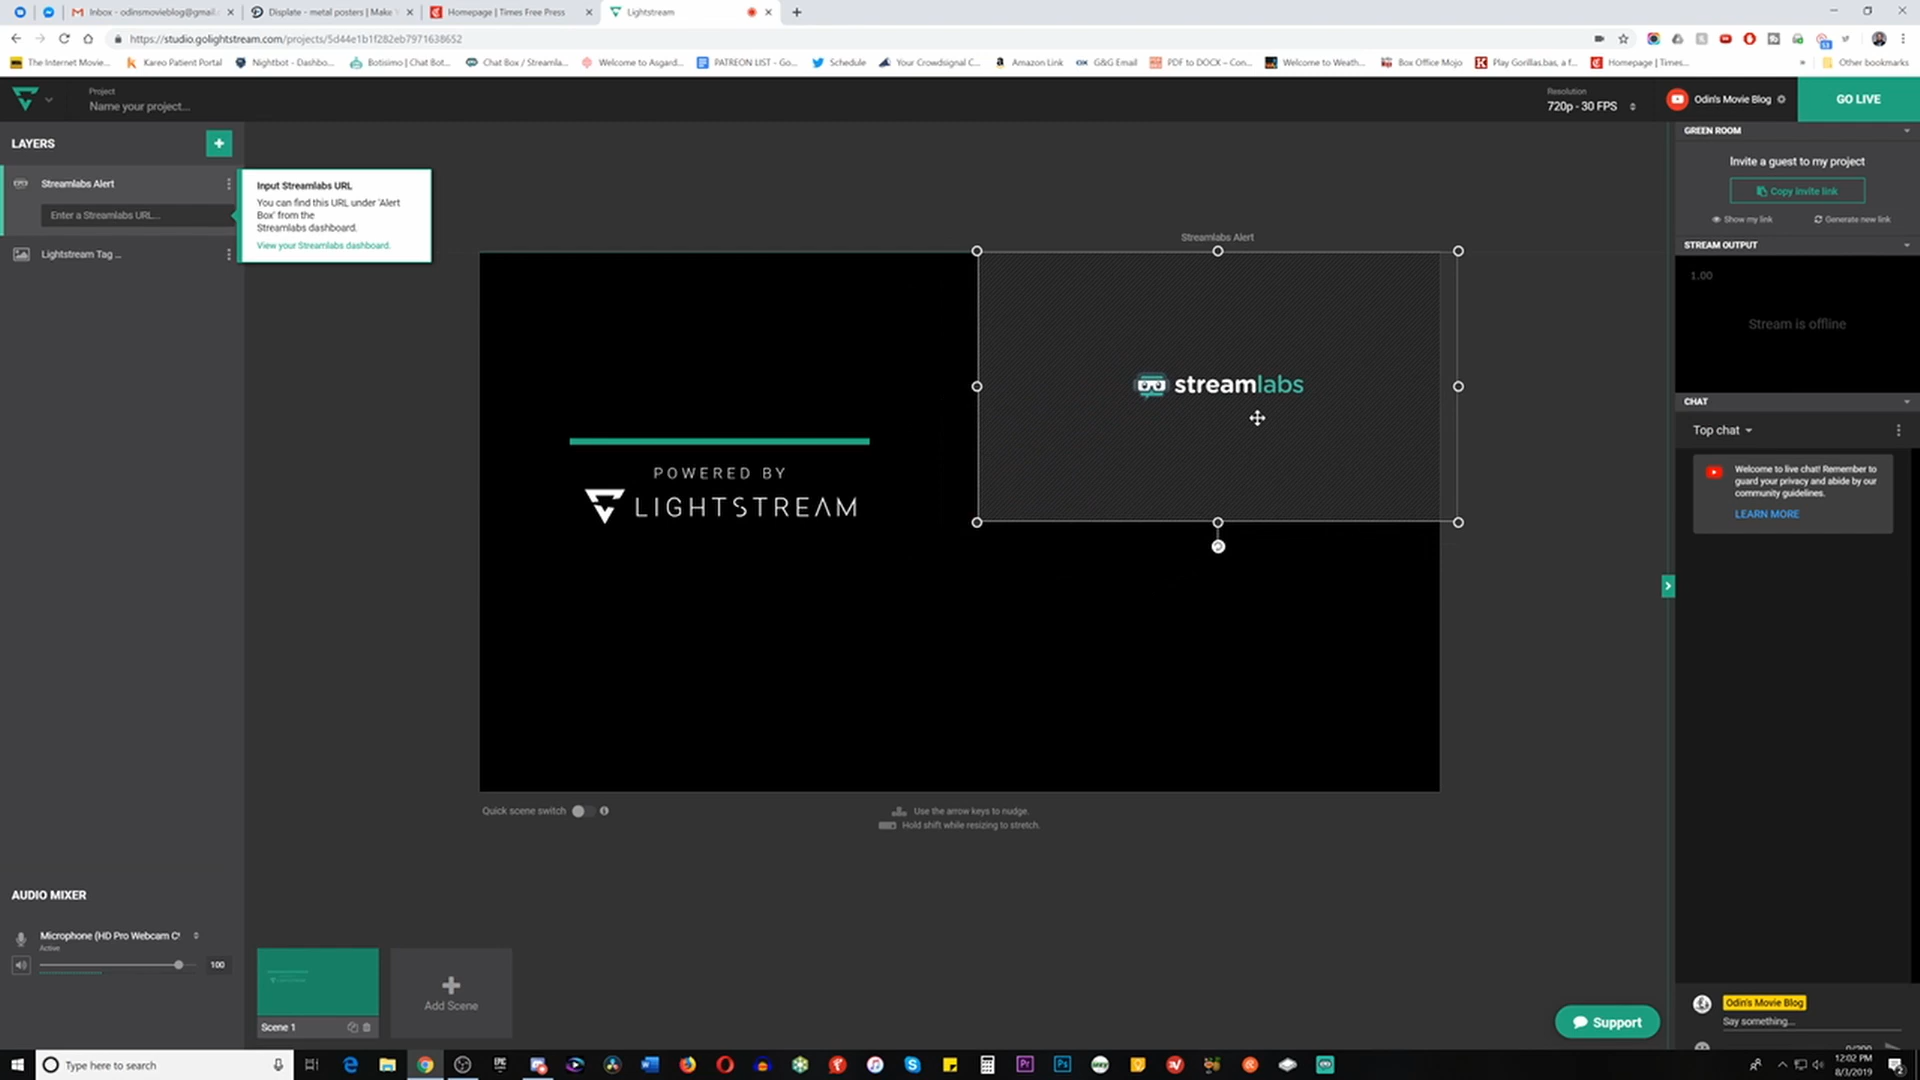 Inbox - odinsmovieblog@gmail.
Displate - metal posters | Make Y
Homepage | Times Free Press
Lightstream
https://studio.golightstream.com/projects/5d44e1b1f282eb7971638652
The Internet Movie...
Kareo Patient Portal
Nightbot - Dashbo...
Botisimo | Chat Bot...
Chat Box / Streamla...
Welcome to Asgard...
PATREON LIST - Go...
Schedule
Your Crowdsignal C...
Amazon Link
G&G Email
PDF to DOCX – Con...
Welcome to Weath...
Box Office Mojo
Play Gorillas.bas, a f...
Homepage | Times...
Other bookmarks
Project
Name your project...
Resolution
720p - 30 FPS
Odin's Movie Blog
GO LIVE
LAYERS
Streamlabs Alert
Enter a Streamlabs URL...
Lightstream Tag ...
Input Streamlabs URL
You can find this URL under 'Alert
Box' from the
Streamlabs dashboard.
View your Streamlabs dashboard.
Streamlabs Alert
streamlabs
POWERED BY
LIGHTSTREAM
Quick scene switch
Use the arrow keys to nudge.
Hold shift while resizing to stretch.
GREEN ROOM
Invite a guest to my project
Copy invite link
Show my link
Generate new link
STREAM OUTPUT
1.00
Stream is offline
CHAT
Top chat
Welcome to live chat! Remember to
guard your privacy and abide by our
community guidelines.
LEARN MORE
AUDIO MIXER
Microphone (HD Pro Webcam C9
Active
100
Scene 1
Add Scene
Support
Odin's Movie Blog
Say something...
0/200
Type here to search
12:02 PM
8/3/2019